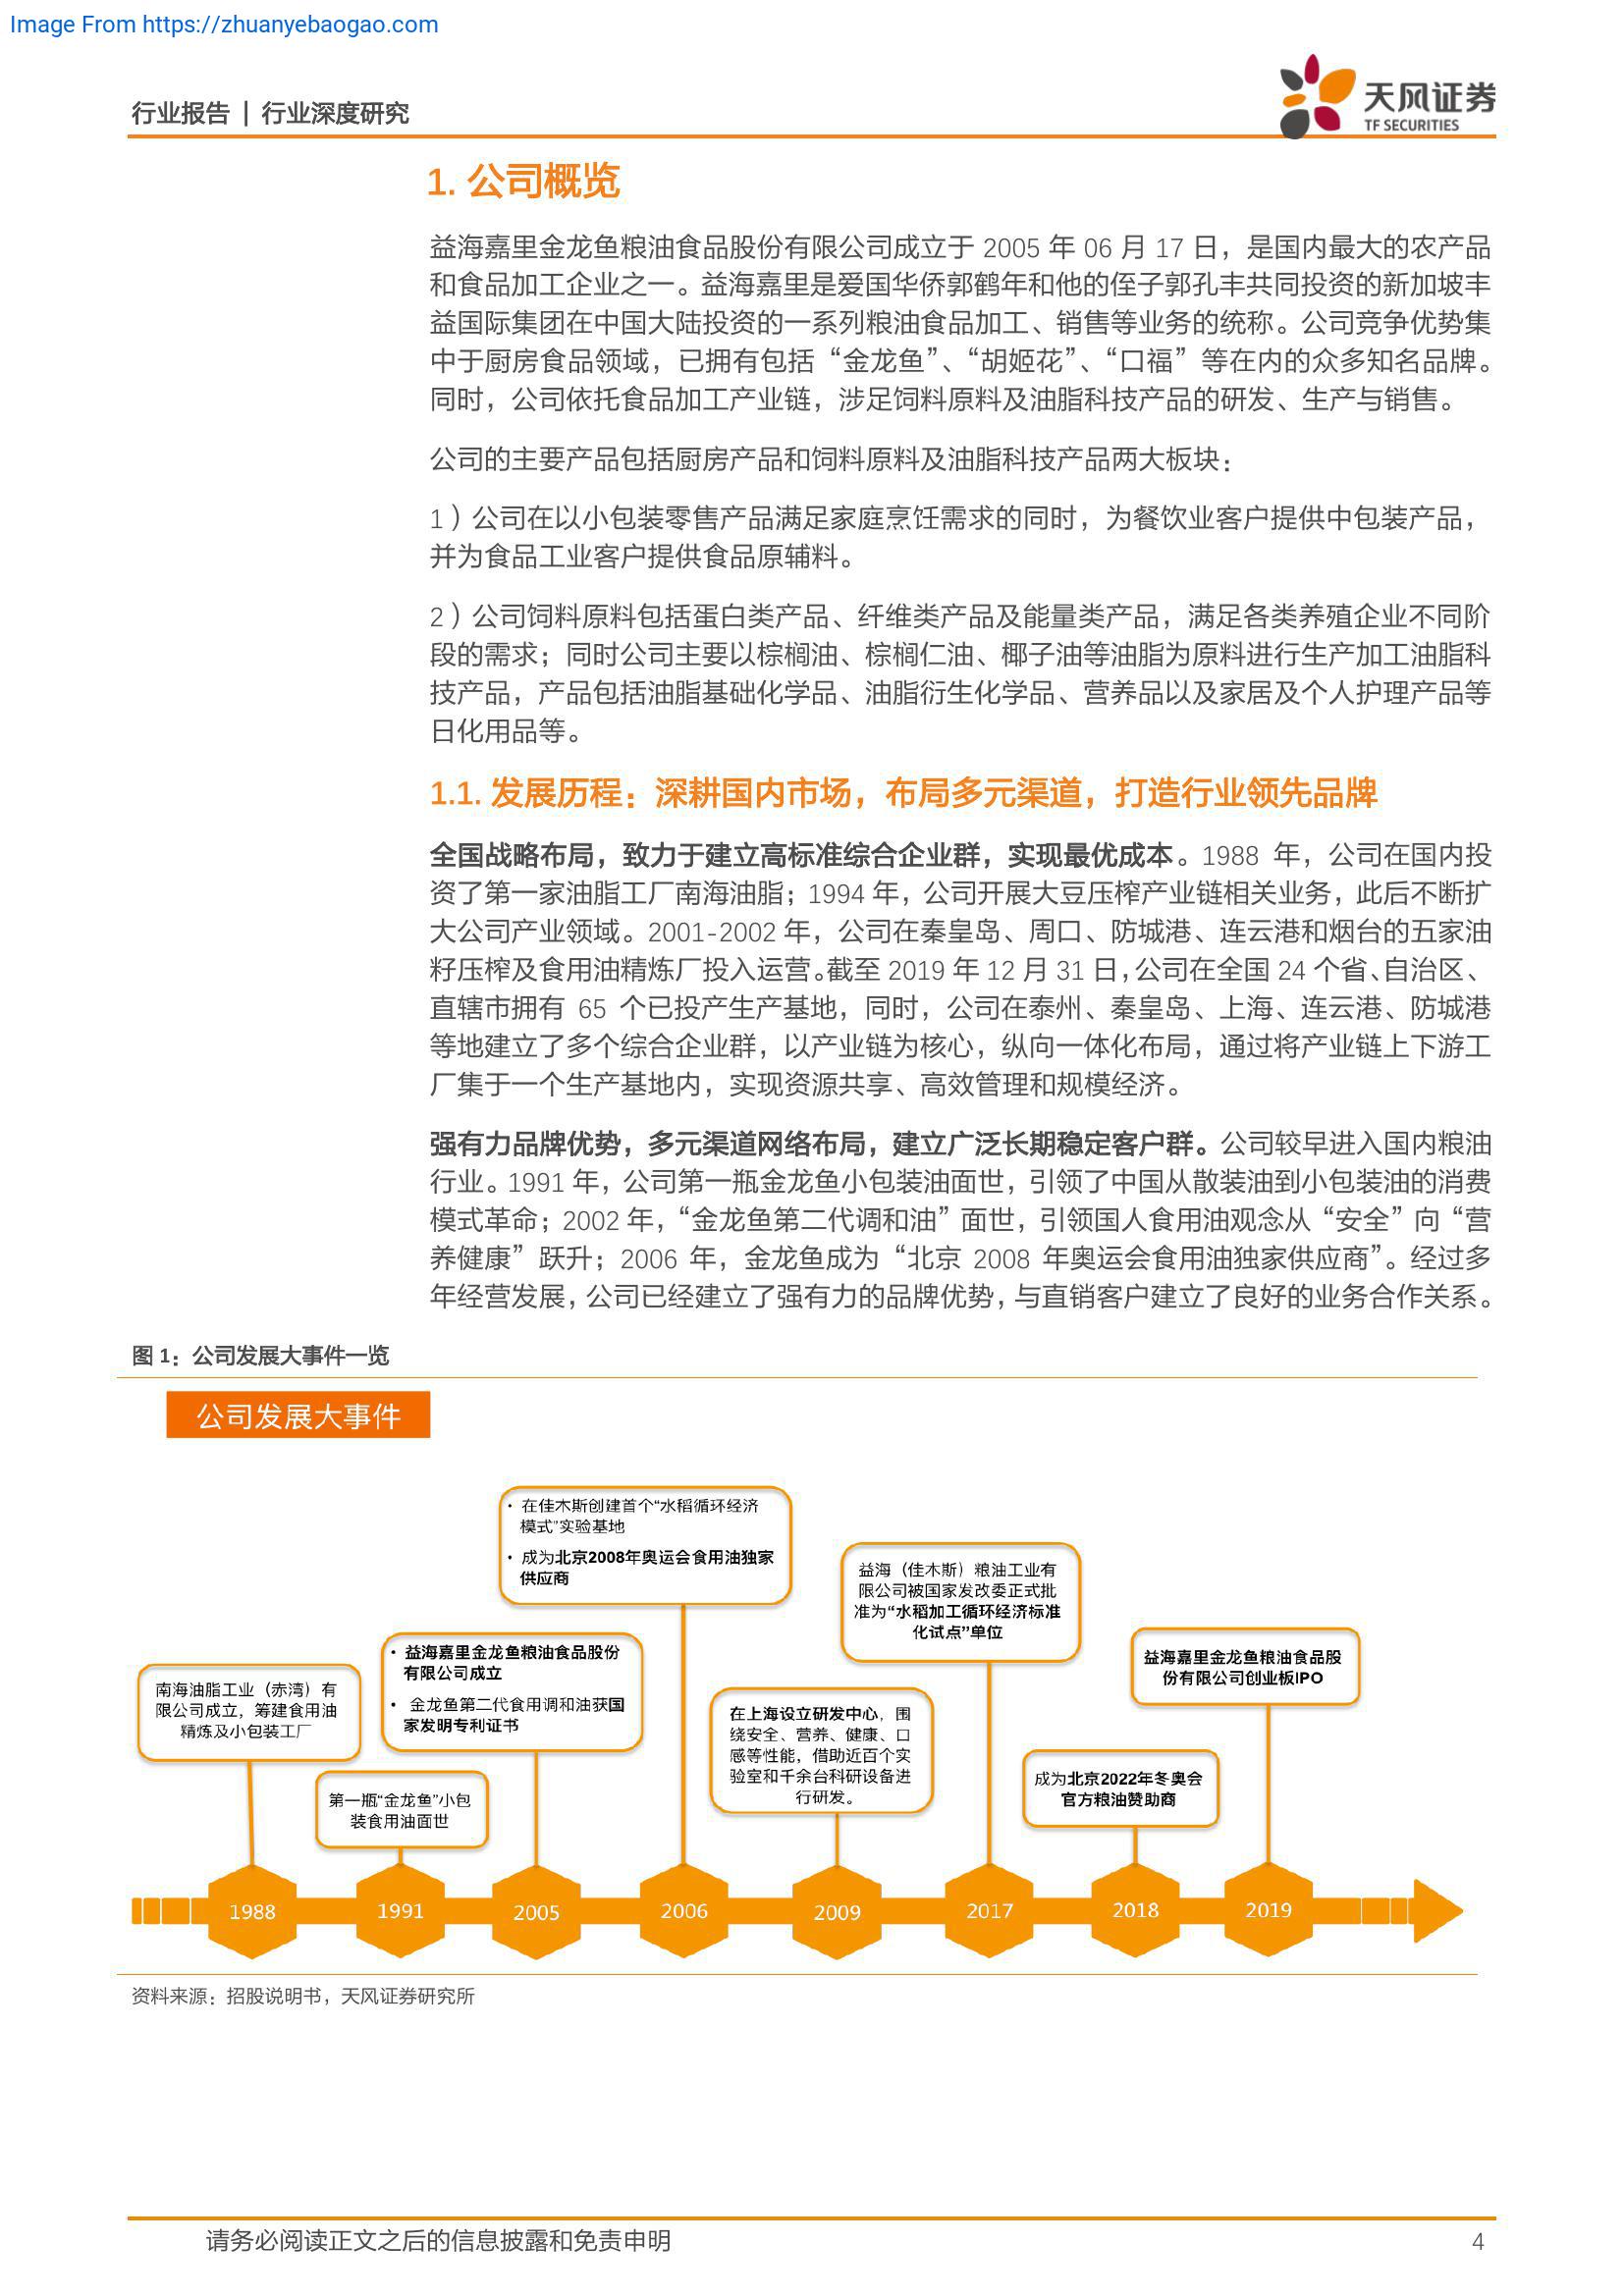 Image From https://zhuanyebaogao.com
行业报告 | 行业深度研究
天风证券
TF SECURITIES
1. 公司概览
益海嘉里金龙鱼粮油食品股份有限公司成立于 2005 年 06 月 17 日，是国内最大的农产品
和食品加工企业之一。益海嘉里是爱国华侨郭鹤年和他的侄子郭孔丰共同投资的新加坡丰
益国际集团在中国大陆投资的一系列粮油食品加工、销售等业务的统称。公司竞争优势集
中于厨房食品领域，已拥有包括“金龙鱼”、“胡姬花”、“口福”等在内的众多知名品牌。
同时，公司依托食品加工产业链，涉足饲料原料及油脂科技产品的研发、生产与销售。
公司的主要产品包括厨房产品和饲料原料及油脂科技产品两大板块：
1）公司在以小包装零售产品满足家庭烹饪需求的同时，为餐饮业客户提供中包装产品，
并为食品工业客户提供食品原辅料。
2）公司饲料原料包括蛋白类产品、纤维类产品及能量类产品，满足各类养殖企业不同阶
段的需求；同时公司主要以棕榈油、棕榈仁油、椰子油等油脂为原料进行生产加工油脂科
技产品，产品包括油脂基础化学品、油脂衍生化学品、营养品以及家居及个人护理产品等
日化用品等。
1.1. 发展历程：深耕国内市场，布局多元渠道，打造行业领先品牌
全国战略布局，致力于建立高标准综合企业群，实现最优成本。1988 年，公司在国内投
资了第一家油脂工厂南海油脂；1994 年，公司开展大豆压榨产业链相关业务，此后不断扩
大公司产业领域。2001-2002 年，公司在秦皇岛、周口、防城港、连云港和烟台的五家油
籽压榨及食用油精炼厂投入运营。截至 2019 年 12 月 31 日，公司在全国 24 个省、自治区、
直辖市拥有 65 个已投产生产基地，同时，公司在泰州、秦皇岛、上海、连云港、防城港
等地建立了多个综合企业群，以产业链为核心，纵向一体化布局，通过将产业链上下游工
厂集于一个生产基地内，实现资源共享、高效管理和规模经济。
强有力品牌优势，多元渠道网络布局，建立广泛长期稳定客户群。公司较早进入国内粮油
行业。1991 年，公司第一瓶金龙鱼小包装油面世，引领了中国从散装油到小包装油的消费
模式革命；2002 年，“金龙鱼第二代调和油”面世，引领国人食用油观念从“安全”向“营
养健康”跃升；2006 年，金龙鱼成为“北京 2008 年奥运会食用油独家供应商”。经过多
年经营发展，公司已经建立了强有力的品牌优势，与直销客户建立了良好的业务合作关系。
图 1：公司发展大事件一览
公司发展大事件
南海油脂工业（赤湾）有
限公司成立，筹建食用油
精炼及小包装工厂
第一瓶“金龙鱼”小包
装食用油面世
• 益海嘉里金龙鱼粮油食品股份
有限公司成立
• 金龙鱼第二代食用调和油获国
家发明专利证书
• 在佳木斯创建首个“水稻循环经济
模式”实验基地
• 成为北京2008年奥运会食用油独家
供应商
在上海设立研发中心，围
绕安全、营养、健康、口
感等性能，借助近百个实
验室和千余台科研设备进
行研发。
益海（佳木斯）粮油工业有
限公司被国家发改委正式批
准为“水稻加工循环经济标准
化试点”单位
成为北京2022年冬奥会
官方粮油赞助商
益海嘉里金龙鱼粮油食品股
份有限公司创业板IPO
1988
1991
2005
2006
2009
2017
2018
2019
资料来源：招股说明书，天风证券研究所
请务必阅读正文之后的信息披露和免责申明
4